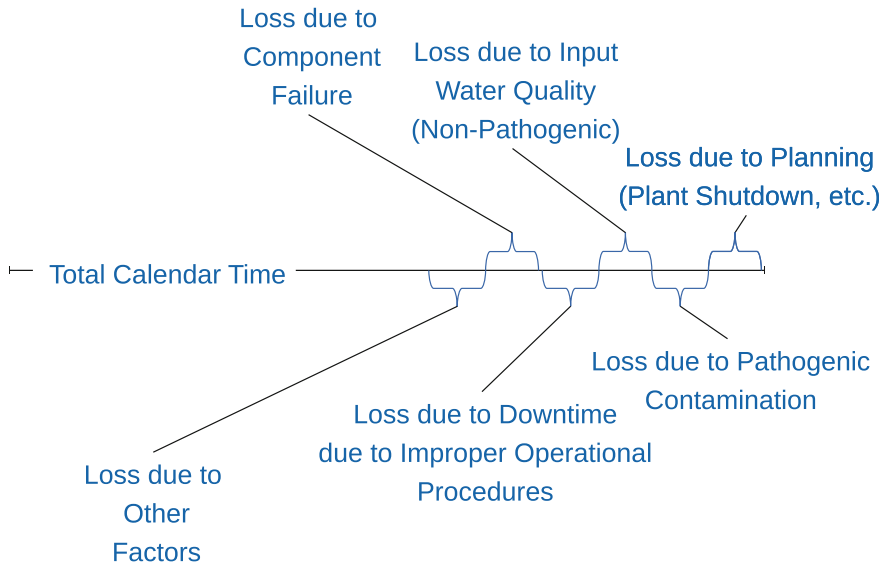 Loss due to
Component
Failure
Loss due to Input
Water Quality
(Non-Pathogenic)
Loss due to Planning
(Plant Shutdown, etc.)
Total Calendar Time
Loss due to Pathogenic
Contamination
Loss due to Downtime
due to Improper Operational
Procedures
Loss due to
Other
Factors